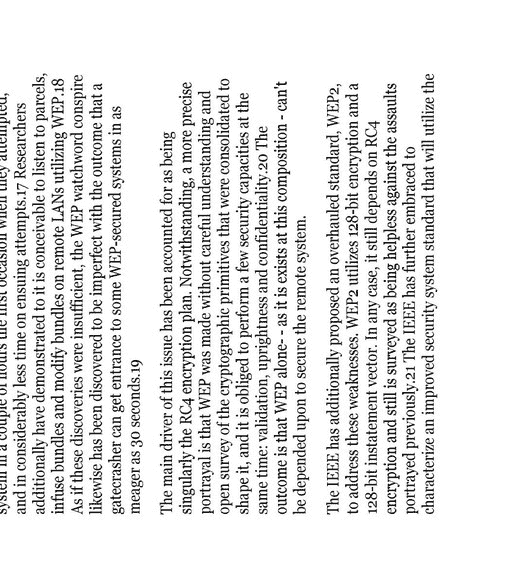 system in a couple of hours the first occasion when they attempted,
and in considerably less time on ensuing attempts.17 Researchers
additionally have demonstrated to it is conceivable to listen to parcels,
infuse bundles and modify bundles on remote LANs utilizing WEP.18
As if these discoveries were insufficient, the WEP watchword conspire
likewise has been discovered to be imperfect with the outcome that a
gatecrasher can get entrance to some WEP-secured systems in as
meager as 30 seconds.19
The main driver of this issue has been accounted for as being
singularly the RC4 encryption plan. Notwithstanding, a more precise
portrayal is that WEP was made without careful understanding and
open survey of the cryptographic primitives that were consolidated to
shape it, and it is obliged to perform a few security capacities at the
same time: validation, uprightness and confidentiality.20 The
outcome is that WEP alone- - as it is exists at this composition - can't
be depended upon to secure the remote system.
The IEEE has additionally proposed an overhauled standard, WEP2,
to address these weaknesses. WEP2 utilizes 128-bit encryption and a
128-bit instatement vector. In any case, it still depends on RC4
encryption and still is surveyed as being helpless against the assaults
portrayed previously.21 The IEEE has further embraced to
characterize an improved security system standard that will utilize the